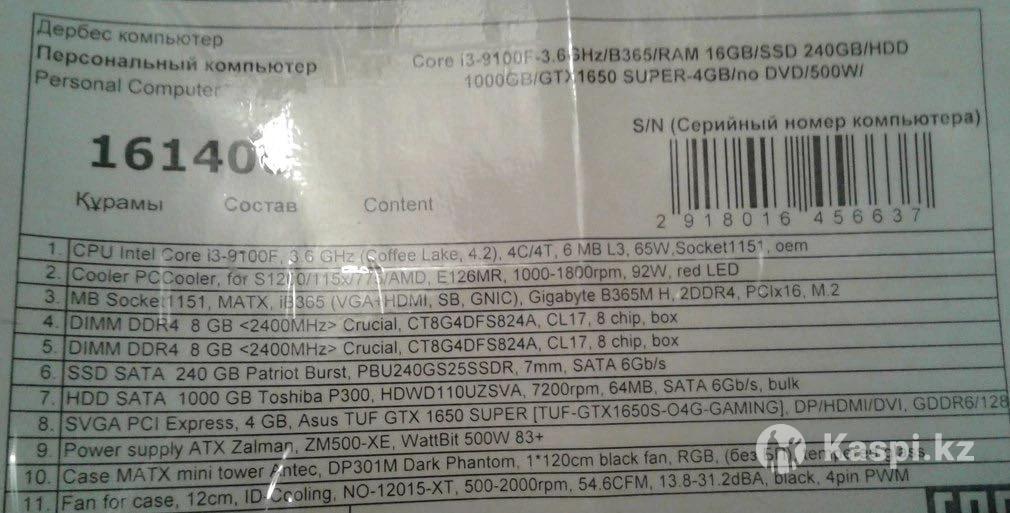 Дербес компьютер
Персональный компьютер
Personal Computer
Core i3-9100F-3.6GHz/B365/RAM 16GB/SSD 240GB/HDD
1000GB/GTX1650 SUPER-4GB/no DVD/500W/
S/N (Серийный номер компьютера)
16140
2 918016 456637
Құрамы Состав Content
1. CPU Intel Core i3-9100F, 3.6 GHz (Coffee Lake, 4.2), 4C/4T, 6 MB L3, 65W,Socket1151, oem
2. Cooler PCCooler, for S1210/115x/775/AMD, E126MR, 1000-1800rpm, 92W, red LED
3. MB Socket1151, MATX, iB365 (VGA+HDMI, SB, GNIC), Gigabyte B365M H, 2DDR4, PCIx16, M.2
4. DIMM DDR4 8 GB <2400MHz> Crucial, CT8G4DFS824A, CL17, 8 chip, box
5. DIMM DDR4 8 GB <2400MHz> Crucial, CT8G4DFS824A, CL17, 8 chip, box
6. SSD SATA 240 GB Patriot Burst, PBU240GS25SSDR, 7mm, SATA 6Gb/s
7. HDD SATA 1000 GB Toshiba P300, HDWD110UZSVA, 7200rpm, 64MB, SATA 6Gb/s, bulk
8. SVGA PCI Express, 4 GB, Asus TUF GTX 1650 SUPER [TUF-GTX1650S-O4G-GAMING], DP/HDMI/DVI, GDDR6/128
9. Power supply ATX Zalman, ZM500-XE, WattBit 500W 83+
10. Case MATX mini tower Antec, DP301M Dark Phantom, 1*120cm black fan, RGB, (без БП)
11. Fan for case, 12cm, ID-Cooling, NO-12015-XT, 500-2000rpm, 54.6CFM, 13.8-31.2dBA, black, 4pin PWM
Kaspi.kz